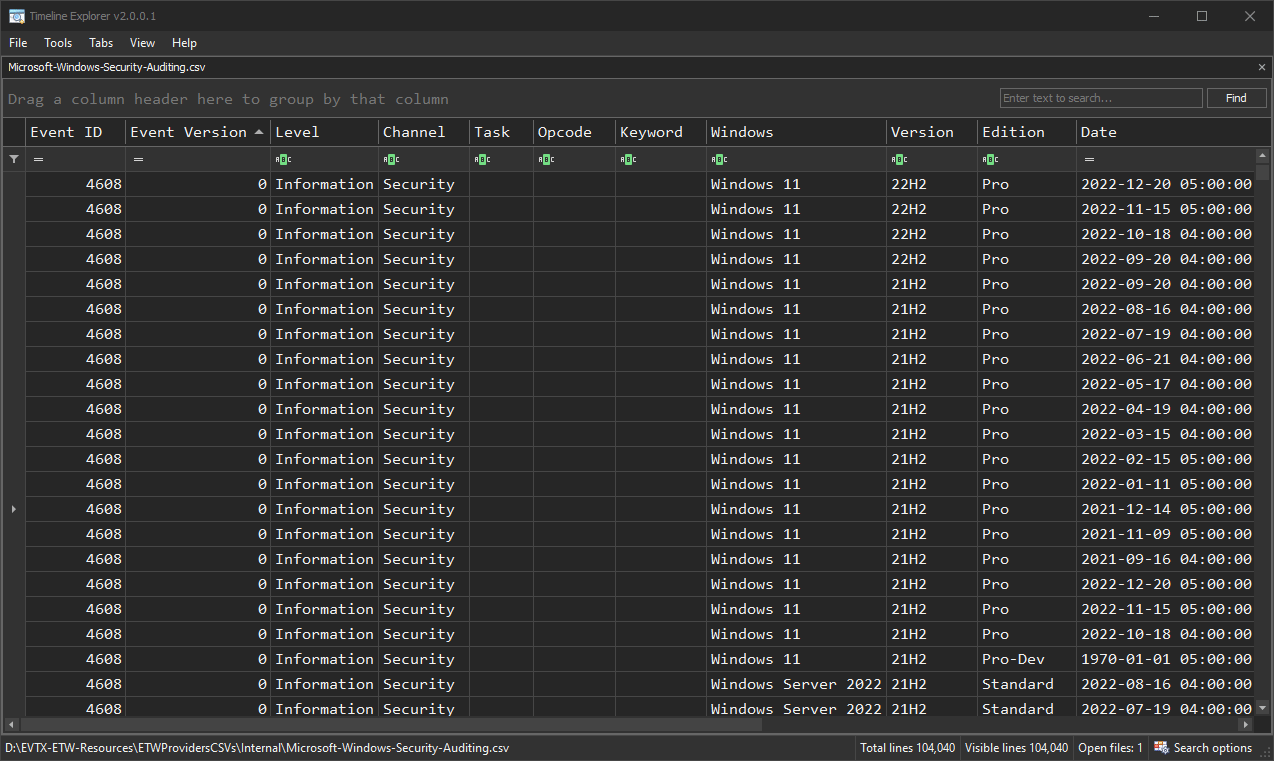 Timeline Explorer v2.0.0.1
File Tools Tabs View Help
Microsoft-Windows-Security-Auditing.csv
Drag a column header here to group by that column
Enter text to search...
Find
Event ID Event Version Level Channel Task Opcode Keyword Windows Version Edition Date
= = ABC ABC ABC ABC ABC ABC ABC ABC =
4608 0 Information Security Windows 11 22H2 Pro 2022-12-20 05:00:00
4608 0 Information Security Windows 11 22H2 Pro 2022-11-15 05:00:00
4608 0 Information Security Windows 11 22H2 Pro 2022-10-18 04:00:00
4608 0 Information Security Windows 11 22H2 Pro 2022-09-20 04:00:00
4608 0 Information Security Windows 11 21H2 Pro 2022-09-20 04:00:00
4608 0 Information Security Windows 11 21H2 Pro 2022-08-16 04:00:00
4608 0 Information Security Windows 11 21H2 Pro 2022-07-19 04:00:00
4608 0 Information Security Windows 11 21H2 Pro 2022-06-21 04:00:00
4608 0 Information Security Windows 11 21H2 Pro 2022-05-17 04:00:00
4608 0 Information Security Windows 11 21H2 Pro 2022-04-19 04:00:00
4608 0 Information Security Windows 11 21H2 Pro 2022-03-15 04:00:00
4608 0 Information Security Windows 11 21H2 Pro 2022-02-15 05:00:00
4608 0 Information Security Windows 11 21H2 Pro 2022-01-11 05:00:00
4608 0 Information Security Windows 11 21H2 Pro 2021-12-14 05:00:00
4608 0 Information Security Windows 11 21H2 Pro 2021-11-09 05:00:00
4608 0 Information Security Windows 11 21H2 Pro 2021-09-16 04:00:00
4608 0 Information Security Windows 11 21H2 Pro 2022-12-20 05:00:00
4608 0 Information Security Windows 11 21H2 Pro 2022-11-15 05:00:00
4608 0 Information Security Windows 11 21H2 Pro 2022-10-18 04:00:00
4608 0 Information Security Windows 11 21H2 Pro-Dev 1970-01-01 05:00:00
4608 0 Information Security Windows Server 2022 21H2 Standard 2022-08-16 04:00:00
4608 0 Information Security Windows Server 2022 21H2 Standard 2022-07-19 04:00:00
D:\EVTX-ETW-Resources\ETWProvidersCSVs\Internal\Microsoft-Windows-Security-Auditing.csv
Total lines 104,040 Visible lines 104,040 Open files: 1 Search options